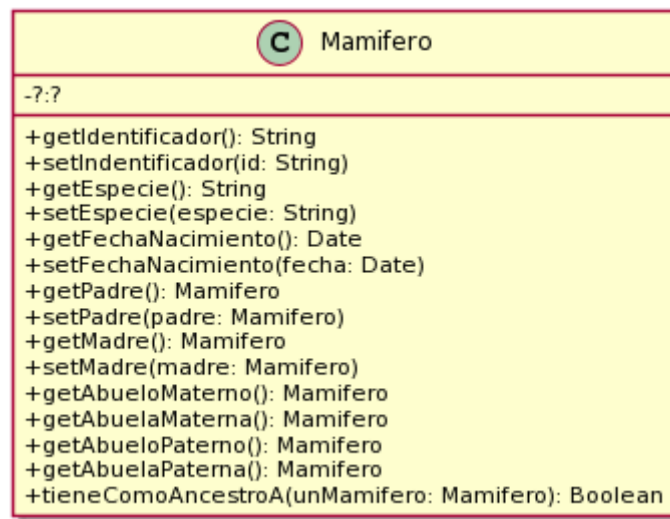 C Mamifero
-?:?
+getIdentificador(): String
+setIndentificador(id: String)
+getEspecie(): String
+setEspecie(especie: String)
+getFechaNacimiento(): Date
+setFechaNacimiento(fecha: Date)
+getPadre(): Mamifero
+setPadre(padre: Mamifero)
+getMadre(): Mamifero
+setMadre(madre: Mamifero)
+getAbueloMaterno(): Mamifero
+getAbuelaMaterna(): Mamifero
+getAbueloPaterno(): Mamifero
+getAbuelaPaterna(): Mamifero
+tieneComoAncestroA(unMamifero: Mamifero): Boolean